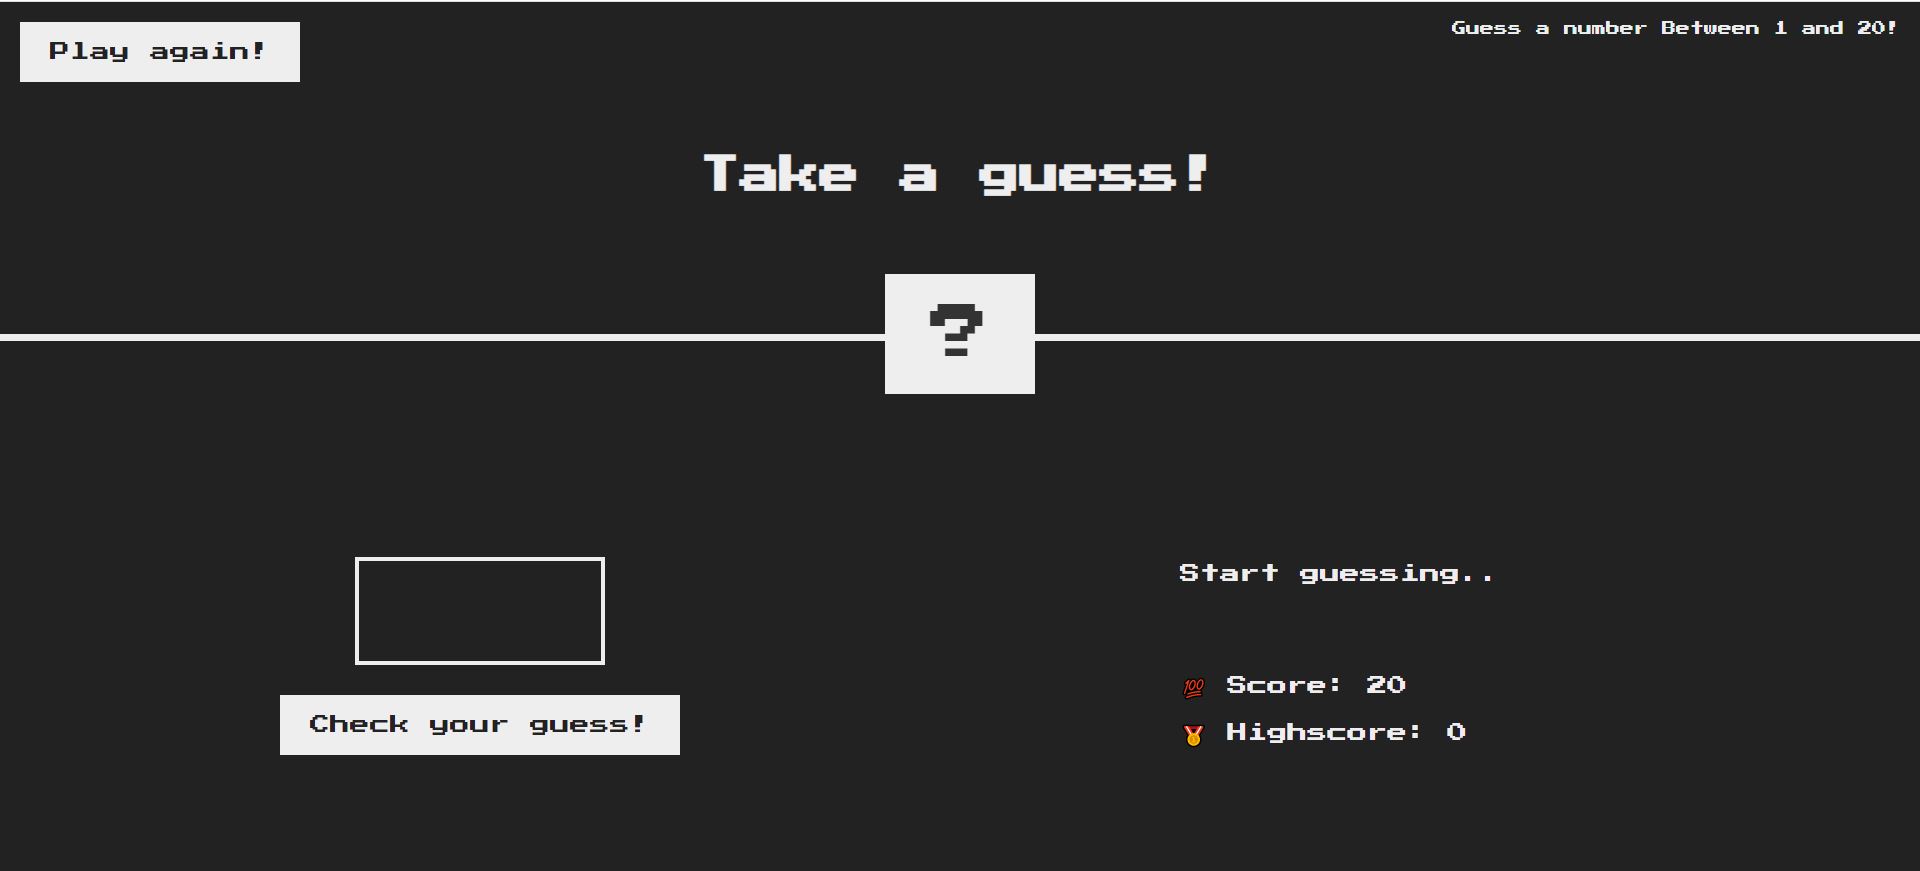 Play again!
Guess a number Between 1 and 20!
Take a guess!
?
Start guessing..
Check your guess!
💯 Score: 20
🥇 Highscore: 0